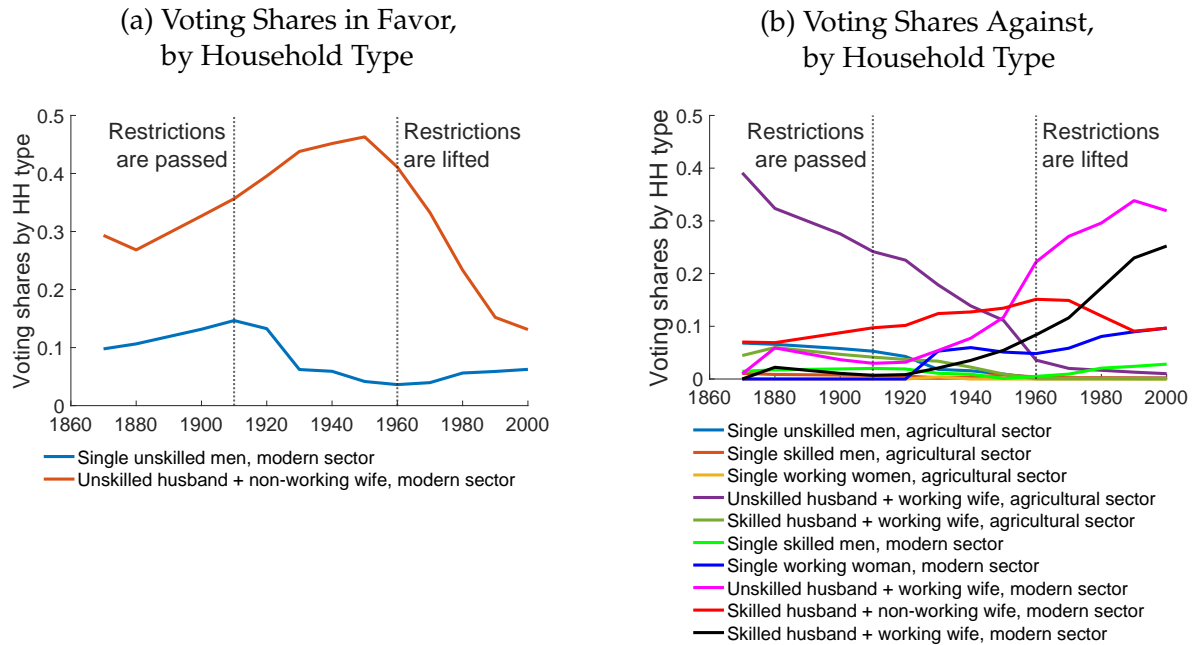 (a) Voting Shares in Favor,
by Household Type
Voting shares by HH type
0.5
0.4
0.3
0.2
0.1
0
Restrictions
are passed
Restrictions
are lifted
1860 1880 1900 1920 1940 1960 1980 2000
Single unskilled men, modern sector
Unskilled husband + non-working wife, modern sector
(b) Voting Shares Against,
by Household Type
Voting shares by HH type
0.5
0.4
0.3
0.2
0.1
0
Restrictions
are passed
Restrictions
are lifted
1860 1880 1900 1920 1940 1960 1980 2000
Single unskilled men, agricultural sector
Single skilled men, agricultural sector
Single working women, agricultural sector
Unskilled husband + working wife, agricultural sector
Skilled husband + working wife, agricultural sector
Single skilled men, modern sector
Single working woman, modern sector
Unskilled husband + working wife, modern sector
Skilled husband + non-working wife, modern sector
Skilled husband + working wife, modern sector